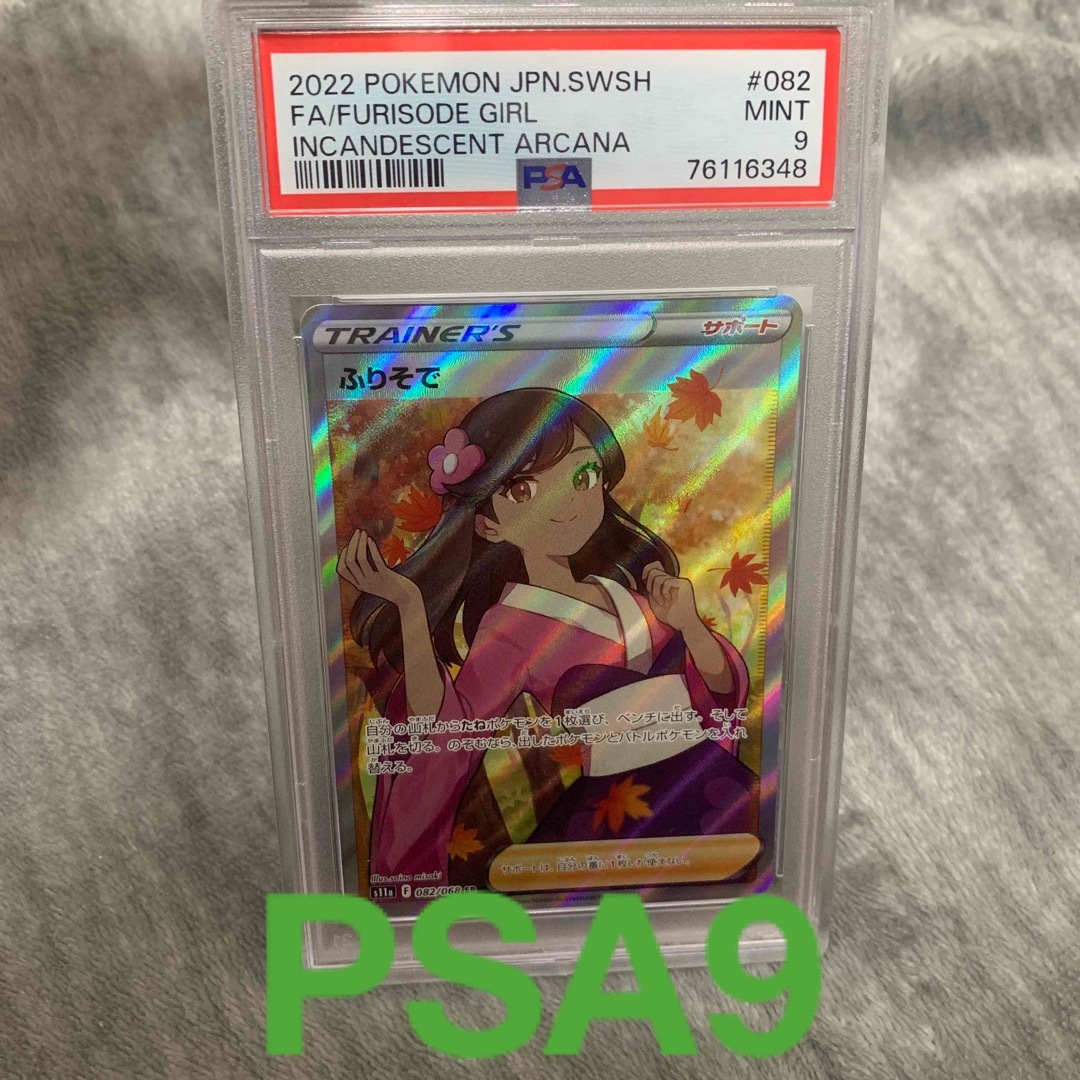 2022 POKEMON JPN.SWSH #082
FA/FURISODE GIRL MINT
INCANDESCENT ARCANA 9
PSA 76116348
TRAINER'S サポート
ふりそで
自分の山札からたねポケモンを1枚選び、ベンチに出す。そして
山札を切る。のぞむなら、出したポケモンとバトルポケモンを入れ
替える。
サポートは、自分の番に1枚しか使えない。
Illus.saino misaki
s11a F 082/068 SR
PSA9